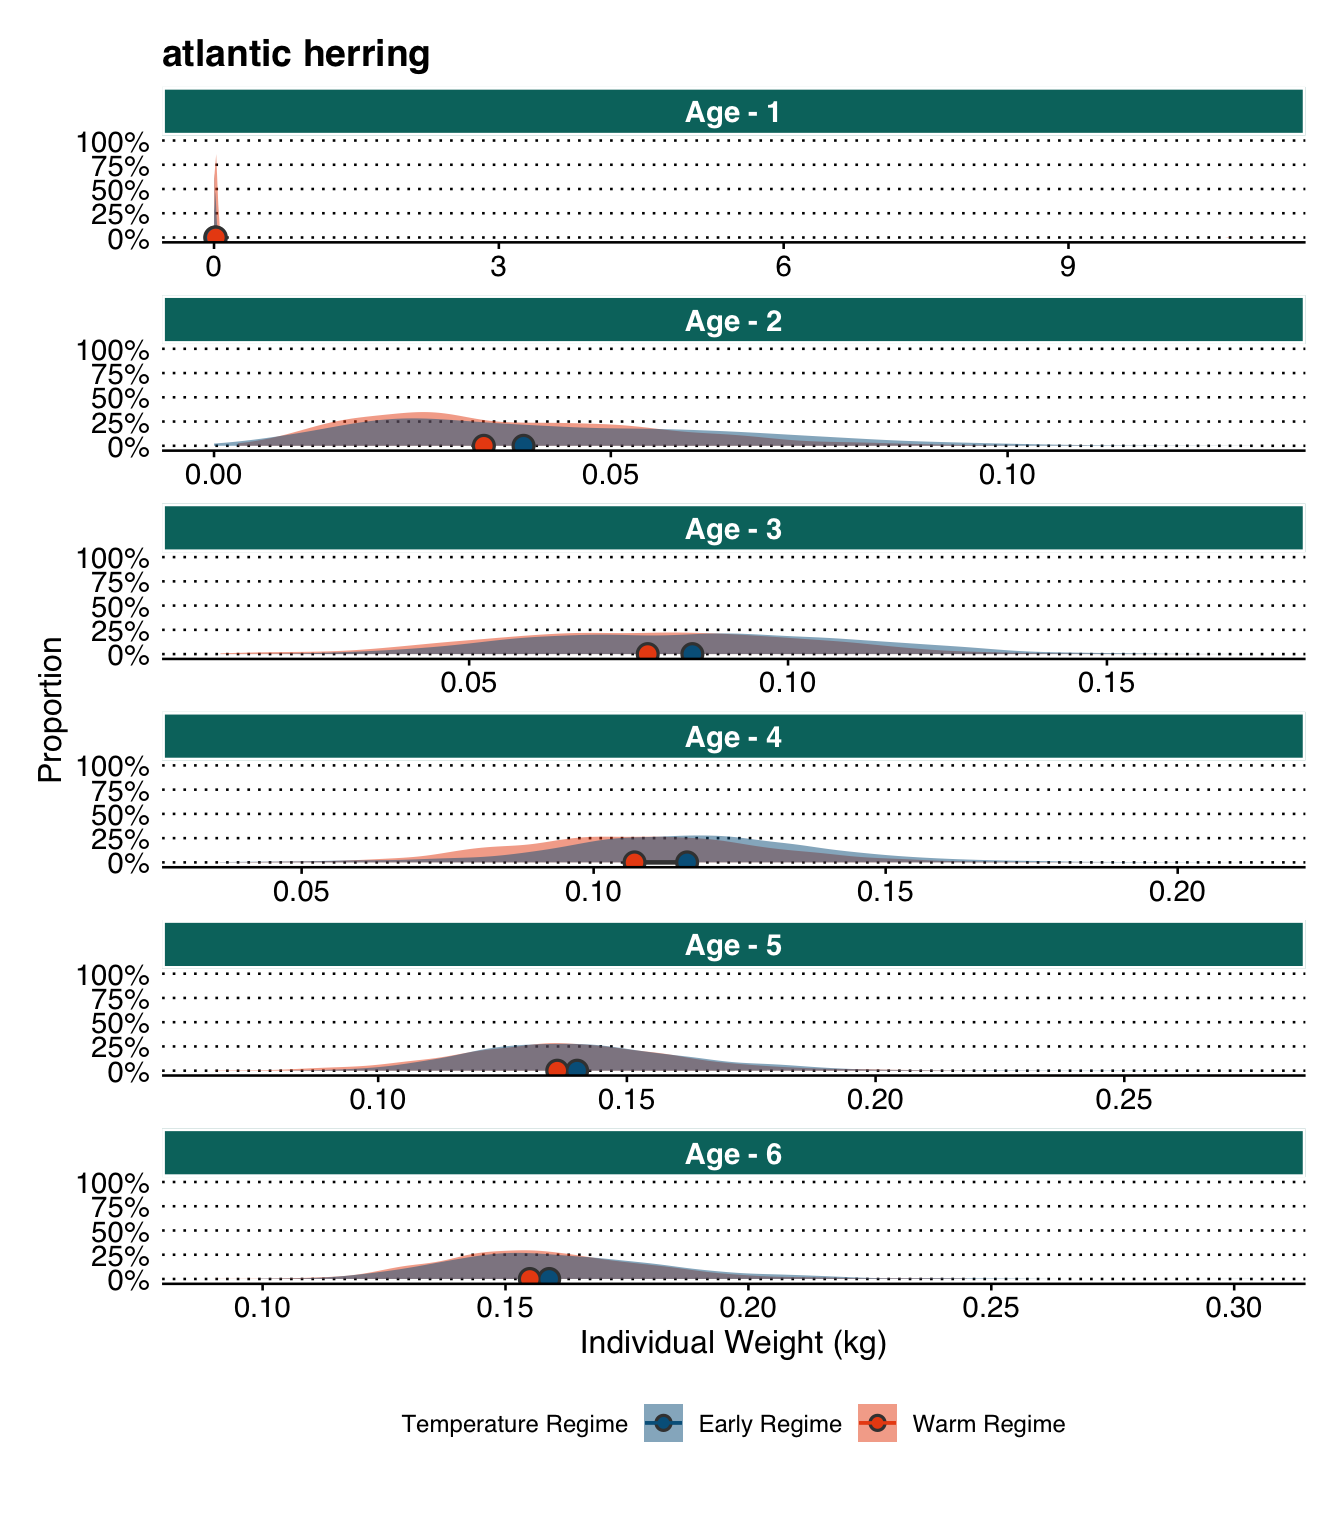 atlantic herring
Age - 1
100%
75%
50%
25%
0%
0 3 6 9
Age - 2
100%
75%
50%
25%
0%
0.00 0.05 0.10
Age - 3
100%
75%
50%
25%
0%
0.05 0.10 0.15
Age - 4
100%
75%
50%
25%
0%
0.05 0.10 0.15 0.20
Age - 5
100%
75%
50%
25%
0%
0.10 0.15 0.20 0.25
Age - 6
100%
75%
50%
25%
0%
0.10 0.15 0.20 0.25 0.30
Proportion
Individual Weight (kg)
Temperature Regime Early Regime Warm Regime